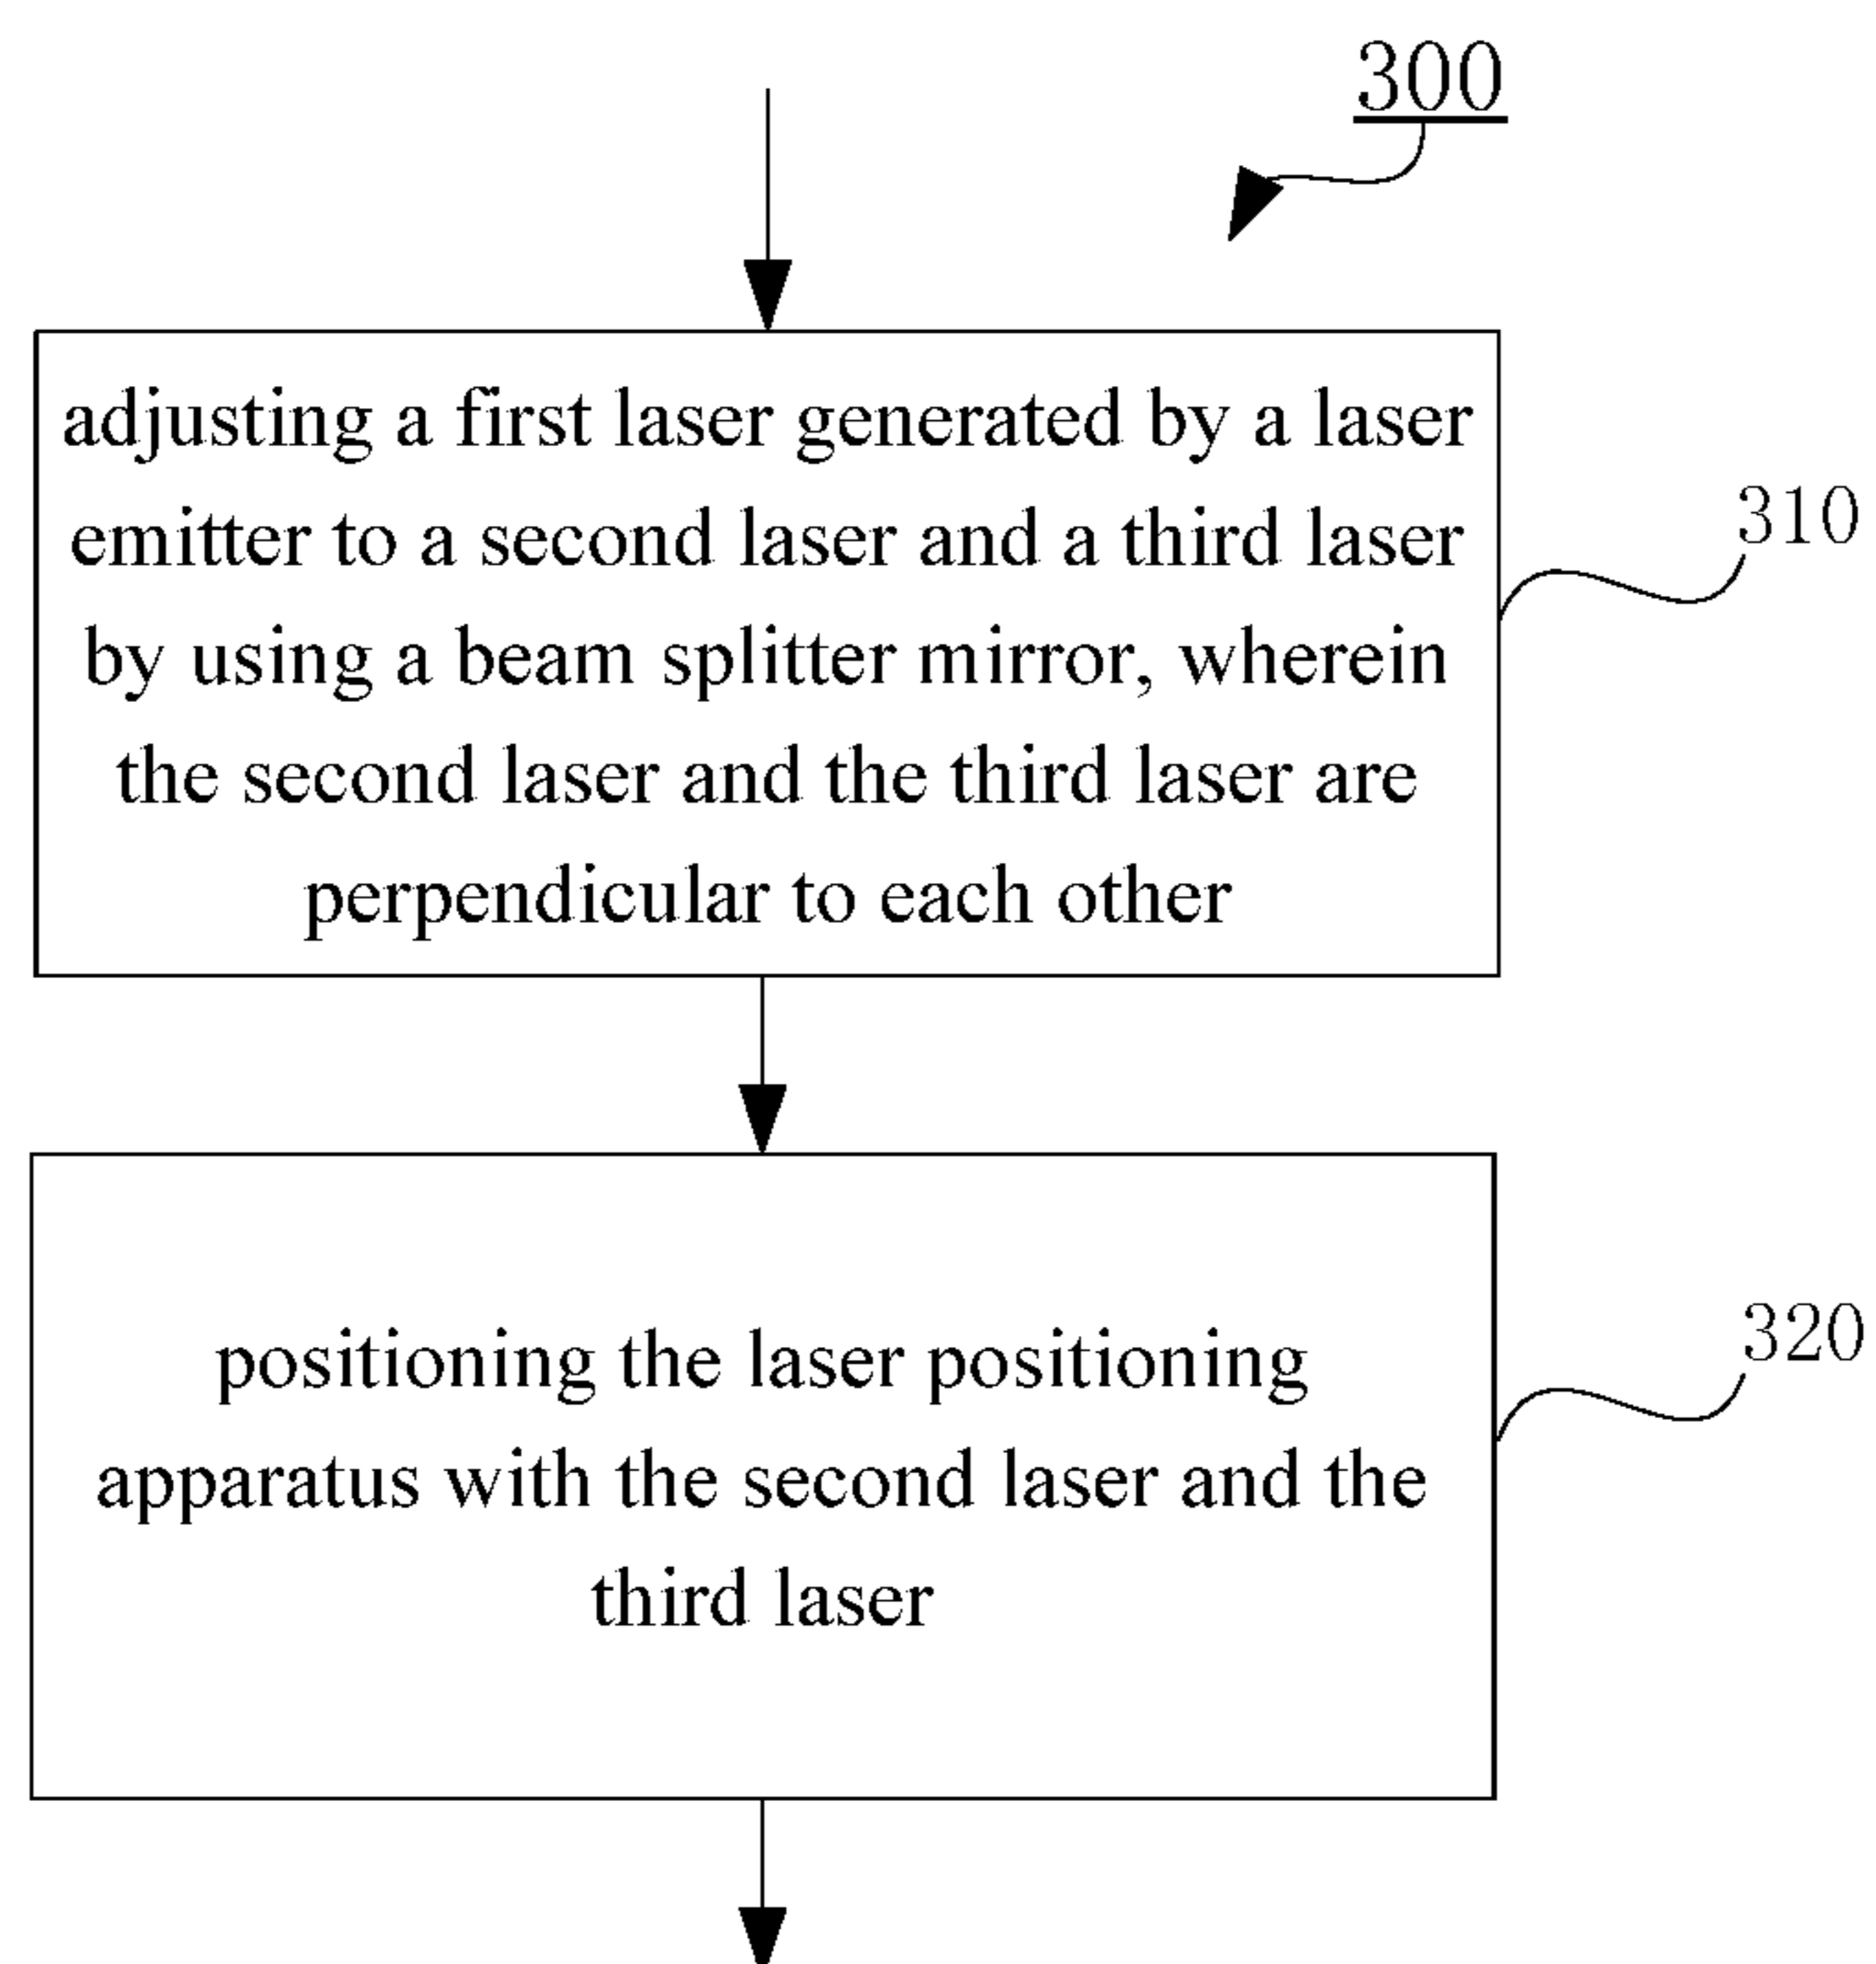 300
adjusting a first laser generated by a laser
emitter to a second laser and a third laser
by using a beam splitter mirror, wherein
the second laser and the third laser are
perpendicular to each other
310
positioning the laser positioning
apparatus with the second laser and the
third laser
320